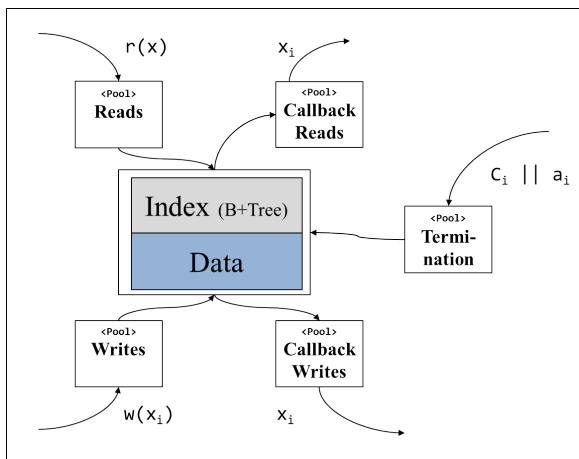 r(x)
xᵢ
<Pool>
Reads
<Pool>
Callback
Reads
Cᵢ || aᵢ
<Pool>
Termi-
nation
Index (B+Tree)
Data
<Pool>
Writes
<Pool>
Callback
Writes
w(xᵢ)
xᵢ